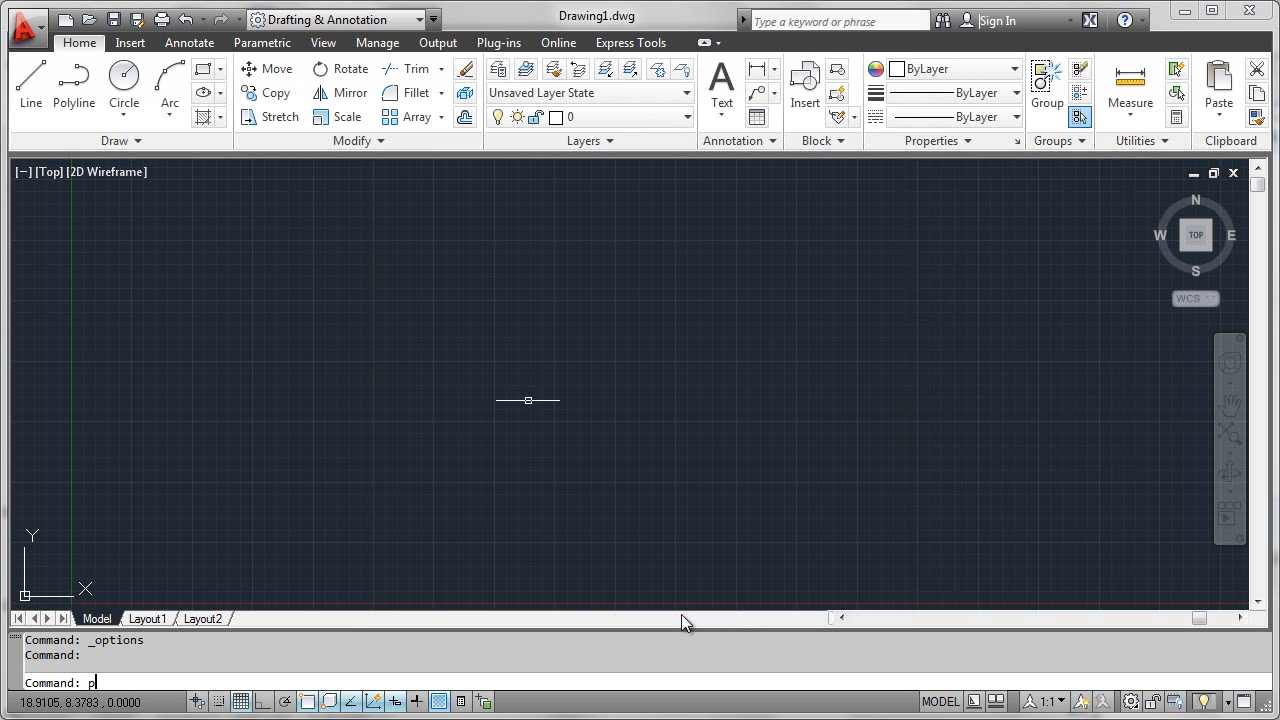 Drafting & Annotation
Drawing1.dwg
Type a keyword or phrase
Sign In
Home Insert Annotate Parametric View Manage Output Plug-ins Online Express Tools
Line
Polyline
Circle
Arc
Draw
Move
Rotate
Trim
Copy
Mirror
Fillet
Stretch
Scale
Array
Modify
Unsaved Layer State
0
Layers
Text
Annotation
Insert
Block
ByLayer
ByLayer
ByLayer
Properties
Group
Groups
Measure
Utilities
Paste
Clipboard
[−] [Top] [2D Wireframe]
N
W
TOP
E
S
WCS
Y
X
Model Layout1 Layout2
Command: _options
Command:
Command: p
18.9105, 8.3783 , 0.0000
MODEL
1:1